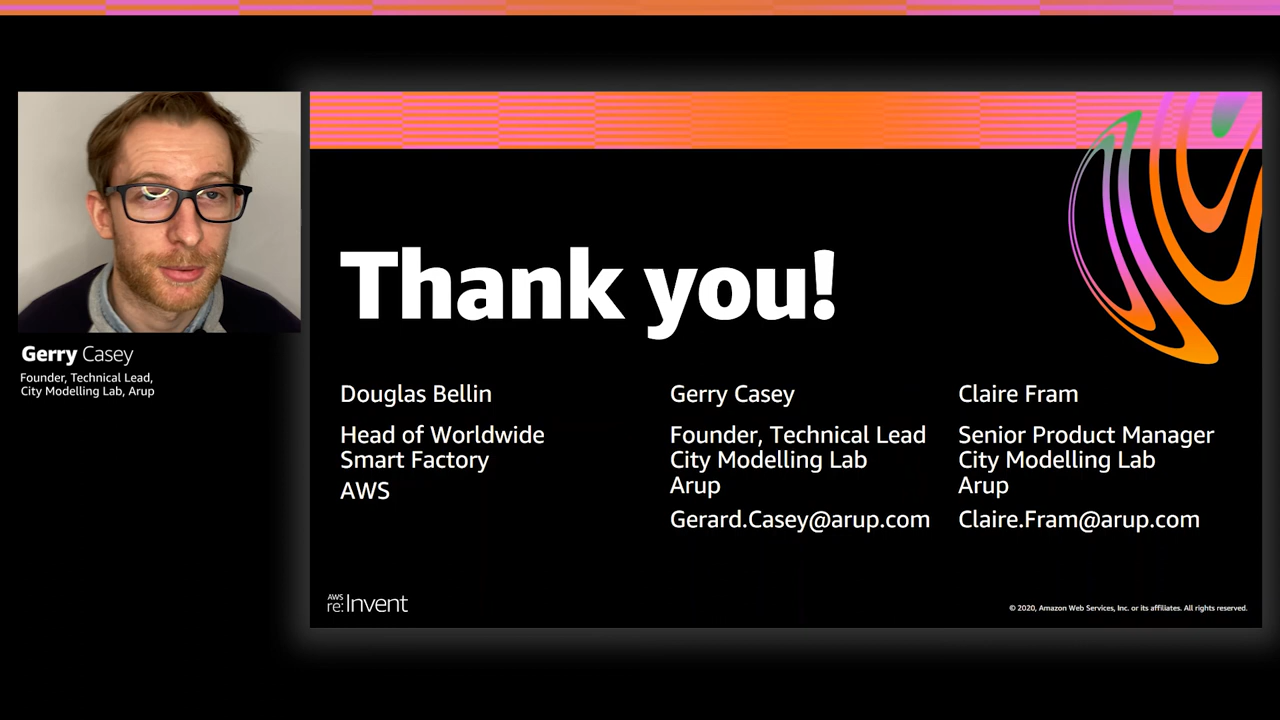 Gerry Casey
Founder, Technical Lead,
City Modelling Lab, Arup
Thank you!
Douglas Bellin
Head of Worldwide
Smart Factory
AWS
Gerry Casey
Founder, Technical Lead
City Modelling Lab
Arup
Gerard.Casey@arup.com
Claire Fram
Senior Product Manager
City Modelling Lab
Arup
Claire.Fram@arup.com
AWS
re:Invent
© 2020, Amazon Web Services, Inc. or its affiliates. All rights reserved.